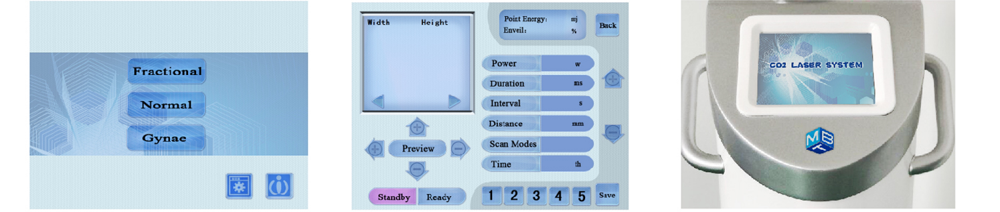 Fractional
Normal
Gynae
Width Height
Preview
Standby Ready
Point Energy: mj
Enveil: %
Back
Power w
Duration ms
Interval s
Distance mm
Scan Modes
Time th
1 2 3 4 5 Save
CO2 LASER SYSTEM
MBT